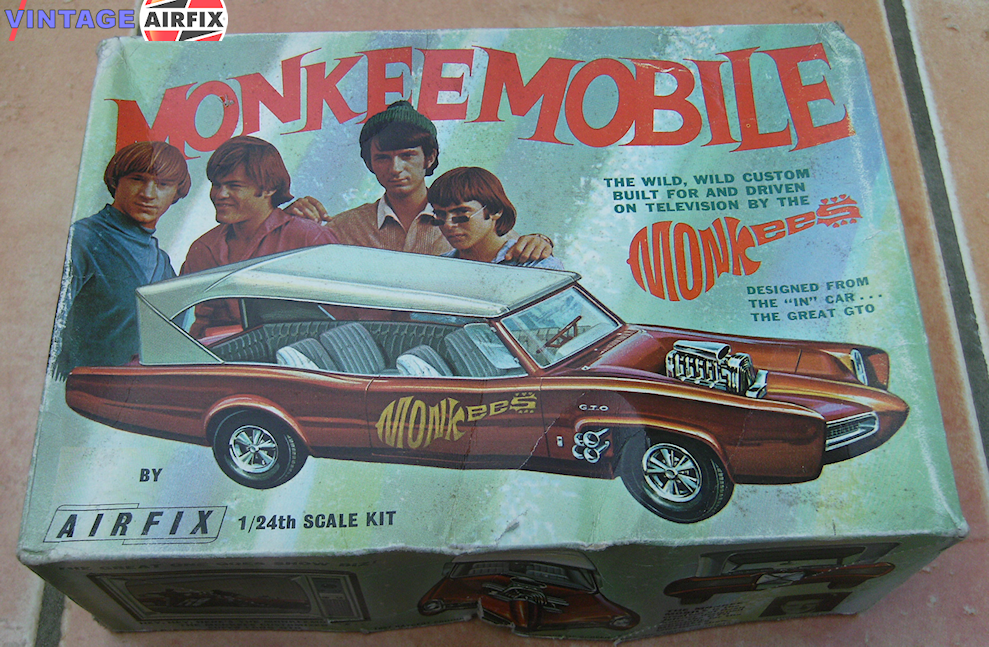 VINTAGE AIRFIX
MONKEEMOBILE
THE WILD, WILD CUSTOM
BUILT FOR AND DRIVEN
ON TELEVISION BY THE
MONKEES
DESIGNED FROM
THE "IN" CAR...
THE GREAT GTO
MONKEES
G.T.O
BY
AIRFIX 1/24th SCALE KIT